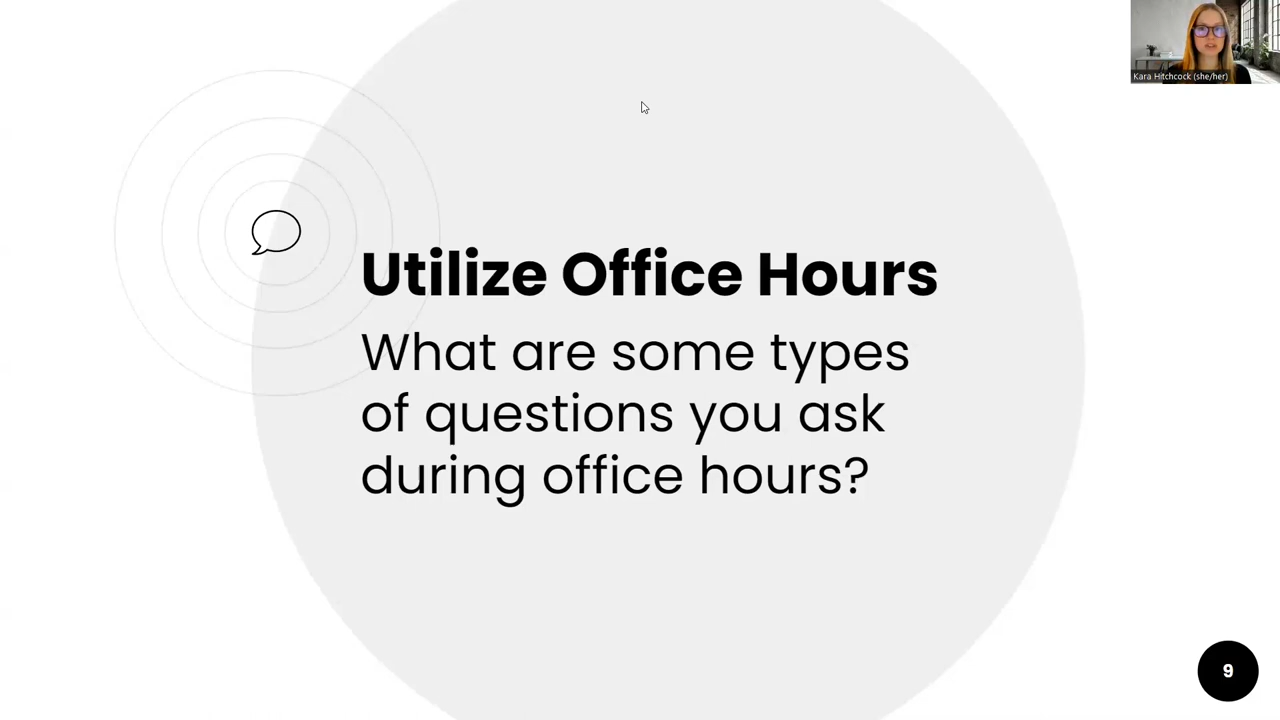 Kara Hitchcock (she/her)
Utilize Office Hours
What are some types
of questions you ask
during office hours?
9